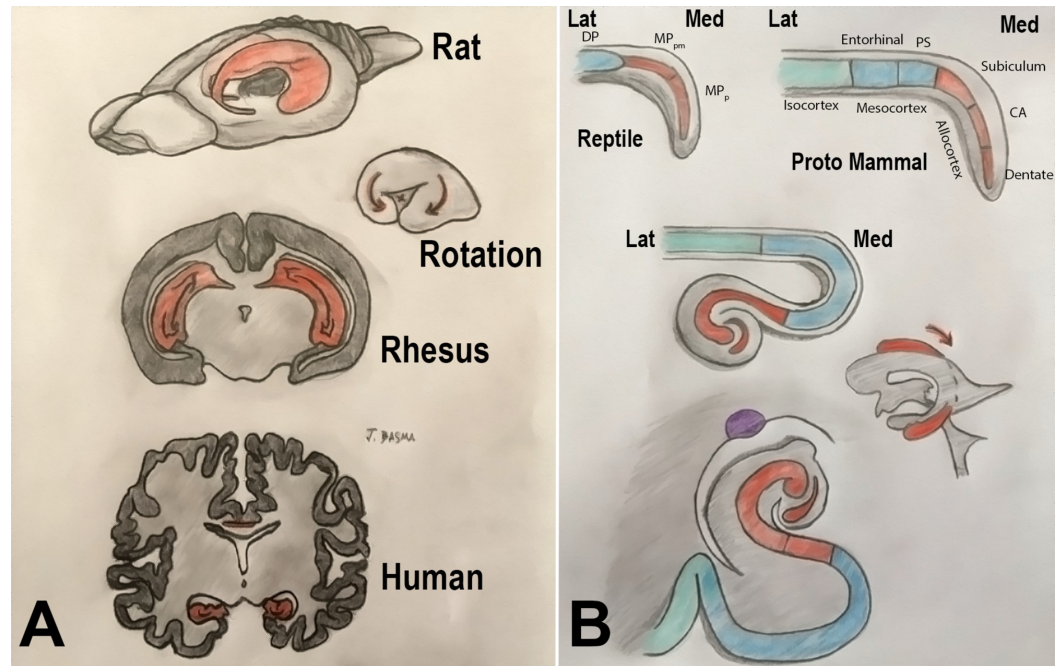 Rat
Rotation
Rhesus
J. BASMA
Human
A
Lat Med
DP
MPpm
MPp
Reptile
Lat Med
Entorhinal PS
Subiculum
Isocortex
Mesocortex
CA
Allocortex
Dentate
Proto Mammal
Lat Med
B